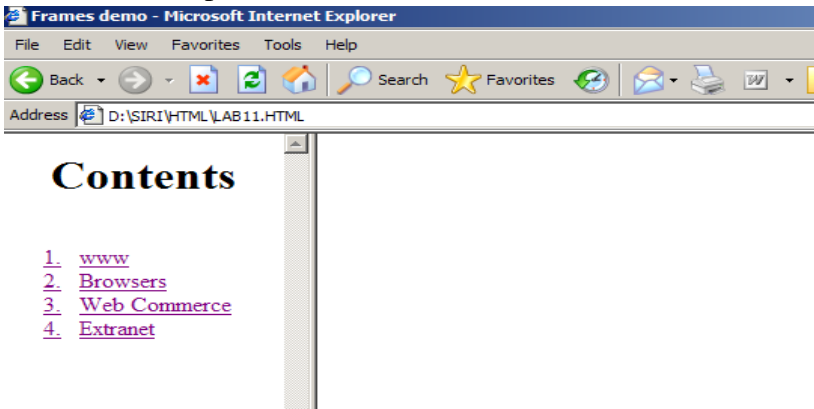 Frames demo - Microsoft Internet Explorer
File Edit View Favorites Tools Help
Back Search Favorites
Address D:\SIRI\HTML\LAB11.HTML
Contents
1. www
2. Browsers
3. Web Commerce
4. Extranet